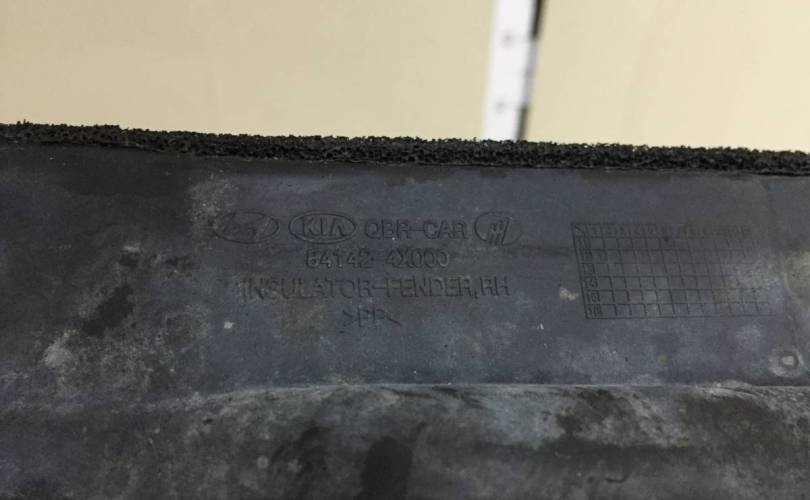 KIA QBR-CAR
64142-4X000
INSULATOR-FENDER,RH
>PP<